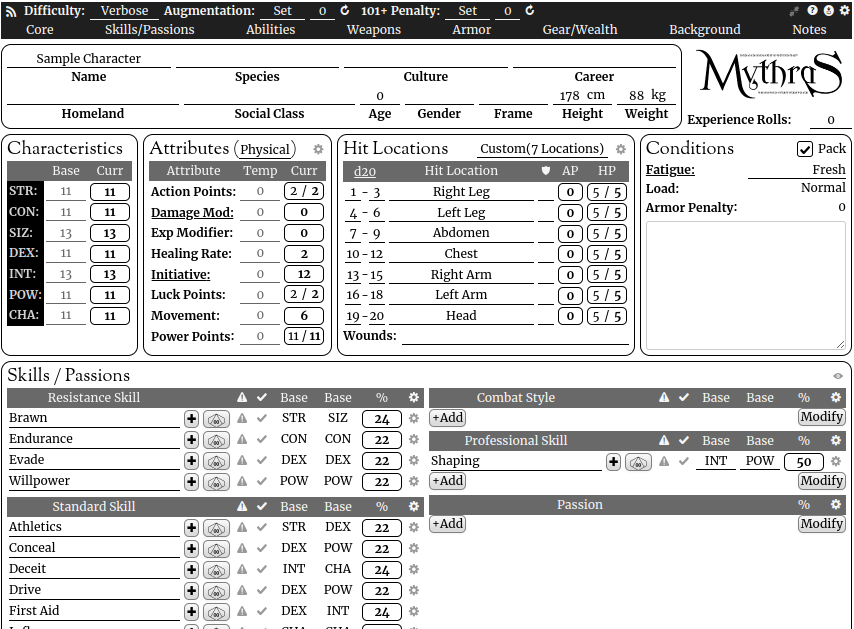 Difficulty: Verbose Augmentation: Set 0 101+ Penalty: Set 0
Core Skills/Passions Abilities Weapons Armor Gear/Wealth Background Notes
Sample Character
Name Species Culture Career
0 178 cm 88 kg
Homeland Social Class Age Gender Frame Height Weight
Mythras
Experience Rolls: 0
Characteristics
Base Curr
STR: 11 11
CON: 11 11
SIZ: 13 13
DEX: 11 11
INT: 13 13
POW: 11 11
CHA: 11 11
Attributes (Physical)
Attribute Temp Curr
Action Points: 0 2 / 2
Damage Mod: 0 0
Exp Modifier: 0 0
Healing Rate: 0 2
Initiative: 0 12
Luck Points: 0 2 / 2
Movement: 0 6
Power Points: 0 11 / 11
Hit Locations Custom(7 Locations)
d20 Hit Location AP HP
1 - 3 Right Leg 0 5 / 5
4 - 6 Left Leg 0 5 / 5
7 - 9 Abdomen 0 5 / 5
10 - 12 Chest 0 5 / 5
13 - 15 Right Arm 0 5 / 5
16 - 18 Left Arm 0 5 / 5
19 - 20 Head 0 5 / 5
Wounds:
Conditions Pack
Fatigue: Fresh
Load: Normal
Armor Penalty: 0
Skills / Passions
Resistance Skill Base Base %
Brawn STR SIZ 24
Endurance CON CON 22
Evade DEX DEX 22
Willpower POW POW 22
Standard Skill Base Base %
Athletics STR DEX 22
Conceal DEX POW 22
Deceit INT CHA 24
Drive DEX POW 22
First Aid DEX INT 24
Combat Style Base Base %
+Add Modify
Professional Skill Base Base %
Shaping INT POW 50
+Add Modify
Passion %
+Add Modify